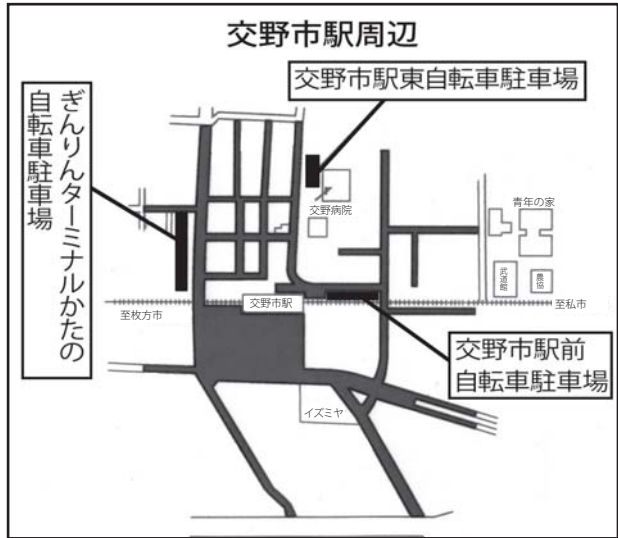 交野市駅周辺
交野市駅東自転車駐車場
ぎんりんターミナルかたの
自転車駐車場
交野病院
青年の家
武道館
農協
交野市駅
至枚方市
至私市
交野市駅前
自転車駐車場
イズミヤ